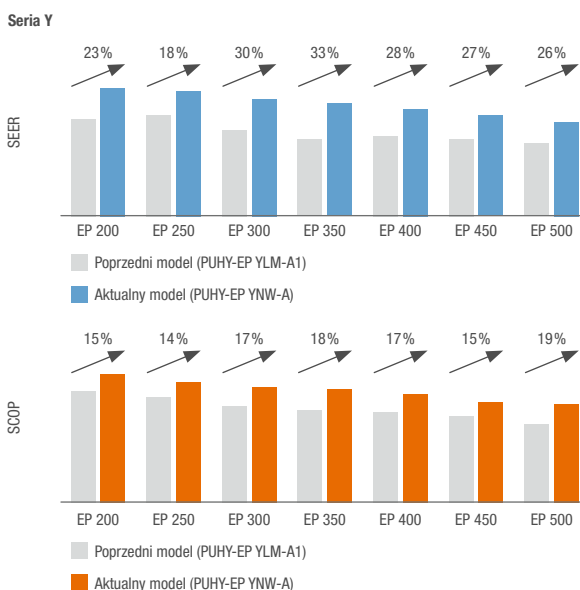 Seria Y
23% 18% 30% 33% 28% 27% 26%
SEER
EP 200 EP 250 EP 300 EP 350 EP 400 EP 450 EP 500
Poprzedni model (PUHY-EP YLM-A1)
Aktualny model (PUHY-EP YNW-A)
15% 14% 17% 18% 17% 15% 19%
SCOP
EP 200 EP 250 EP 300 EP 350 EP 400 EP 450 EP 500
Poprzedni model (PUHY-EP YLM-A1)
Aktualny model (PUHY-EP YNW-A)